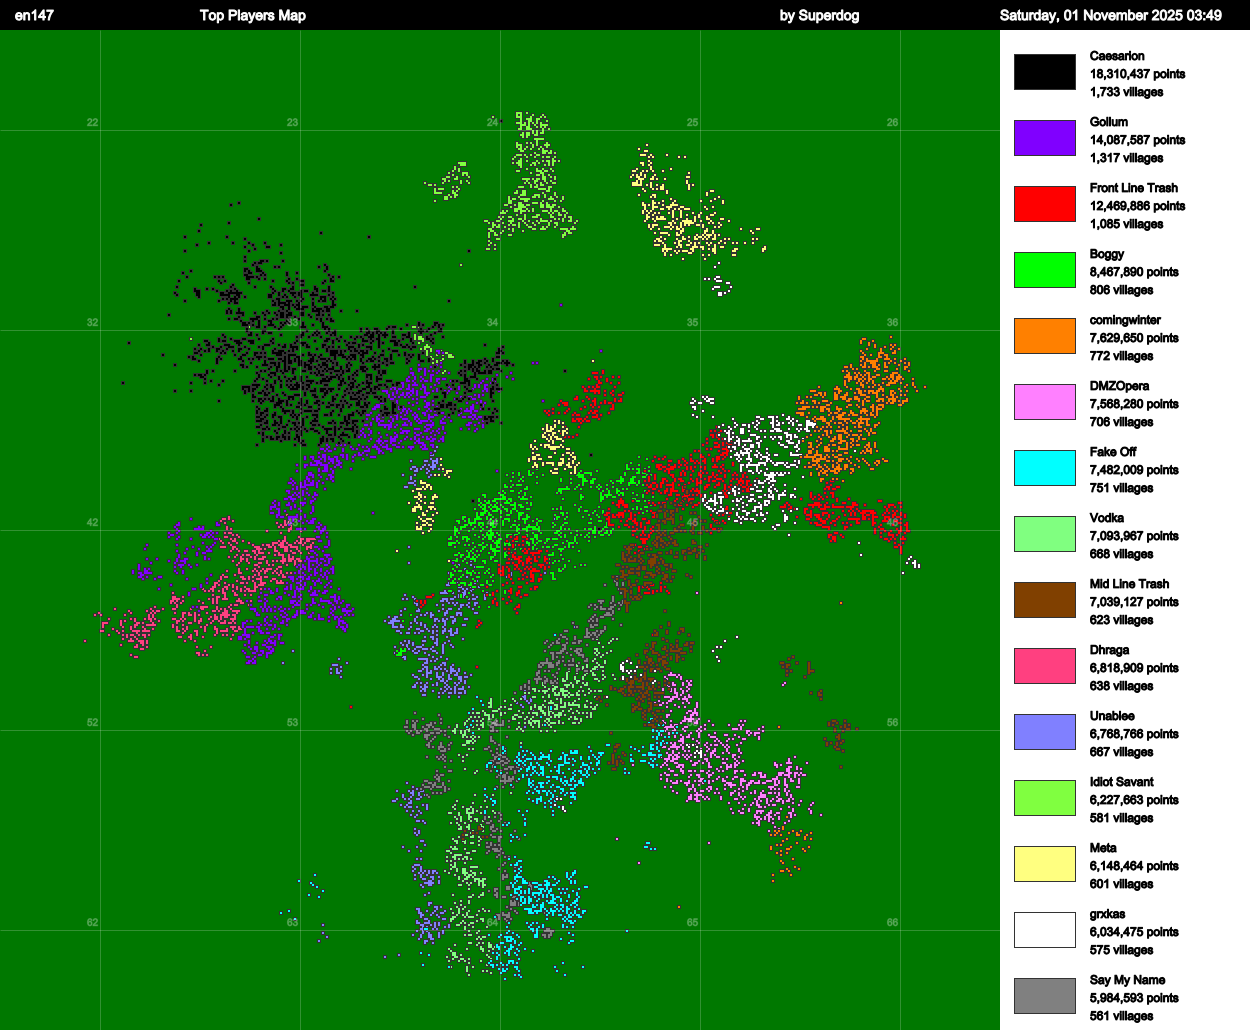 en147 Top Players Map by Superdog Saturday, 01 November 2025 03:49
Caesarion
18,310,437 points
1,733 villages
Gollum
14,087,587 points
1,317 villages
Front Line Trash
12,469,886 points
1,085 villages
Boggy
8,467,890 points
806 villages
comingwinter
7,629,650 points
772 villages
DMZOpera
7,568,280 points
706 villages
Fake Off
7,482,009 points
751 villages
Vodka
7,093,967 points
668 villages
Mid Line Trash
7,039,127 points
623 villages
Dhraga
6,818,909 points
638 villages
Unablee
6,768,766 points
667 villages
Idiot Savant
6,227,663 points
581 villages
Meta
6,148,464 points
601 villages
grxkas
6,034,475 points
575 villages
Say My Name
5,984,593 points
561 villages
22 23 24 25 26
32 33 34 35 36
42 43 45 46
52 53 56
62 63 64 65 66